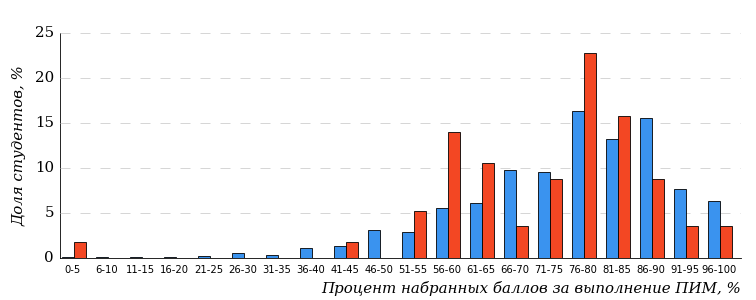 25
20
15
10
5
0
Доля студентов, %
0-5 6-10 11-15 16-20 21-25 26-30 31-35 36-40 41-45 46-50 51-55 56-60 61-65 66-70 71-75 76-80 81-85 86-90 91-95 96-100
Процент набранных баллов за выполнение ПИМ, %